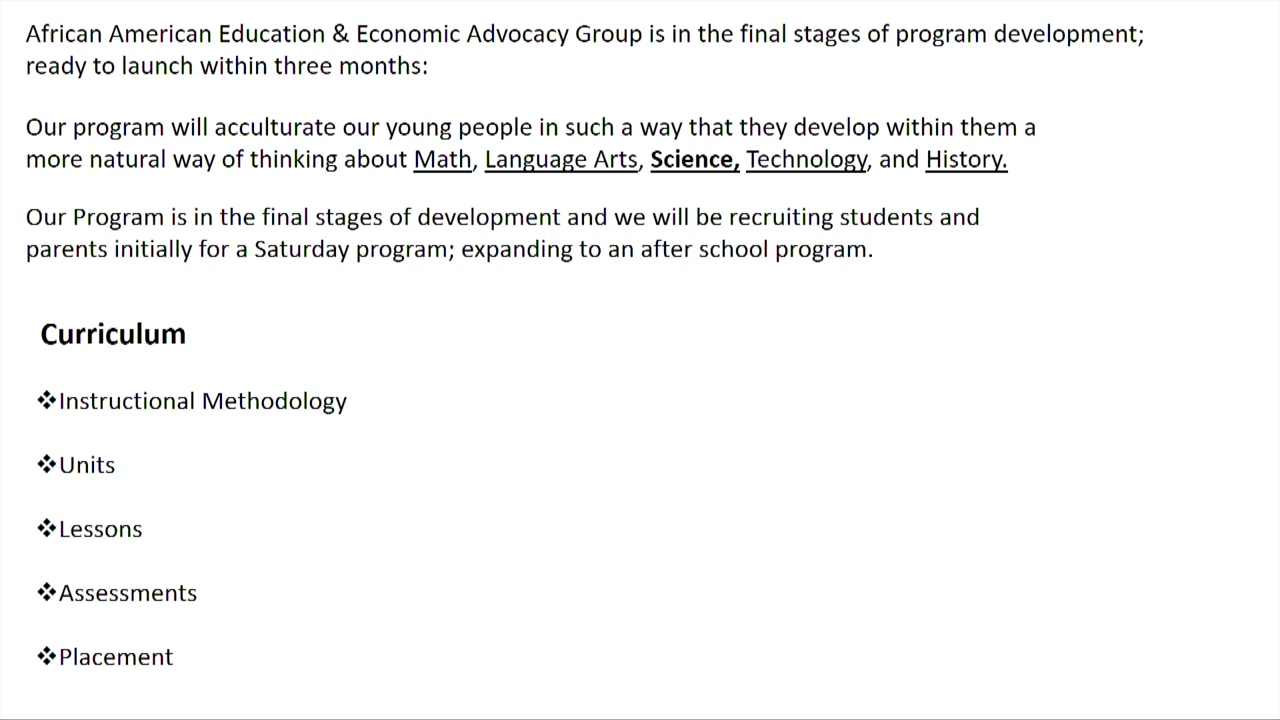 African American Education & Economic Advocacy Group is in the final stages of program development;
ready to launch within three months:
Our program will acculturate our young people in such a way that they develop within them a
more natural way of thinking about Math, Language Arts, Science, Technology, and History.
Our Program is in the final stages of development and we will be recruiting students and
parents initially for a Saturday program; expanding to an after school program.
Curriculum
❖Instructional Methodology
❖Units
❖Lessons
❖Assessments
❖Placement